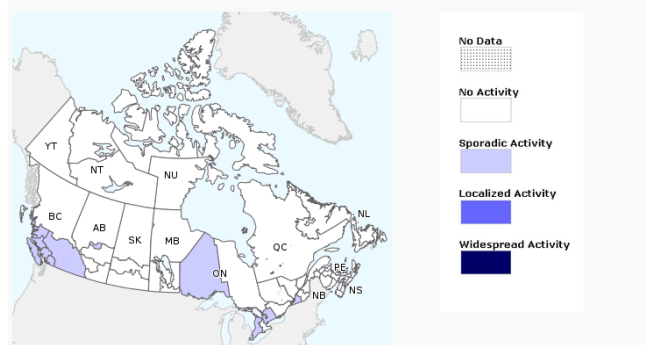 YT
NT
NU
BC
AB
SK
MB
ON
QC
NL
PE
NB
NS
No Data
No Activity
Sporadic Activity
Localized Activity
Widespread Activity